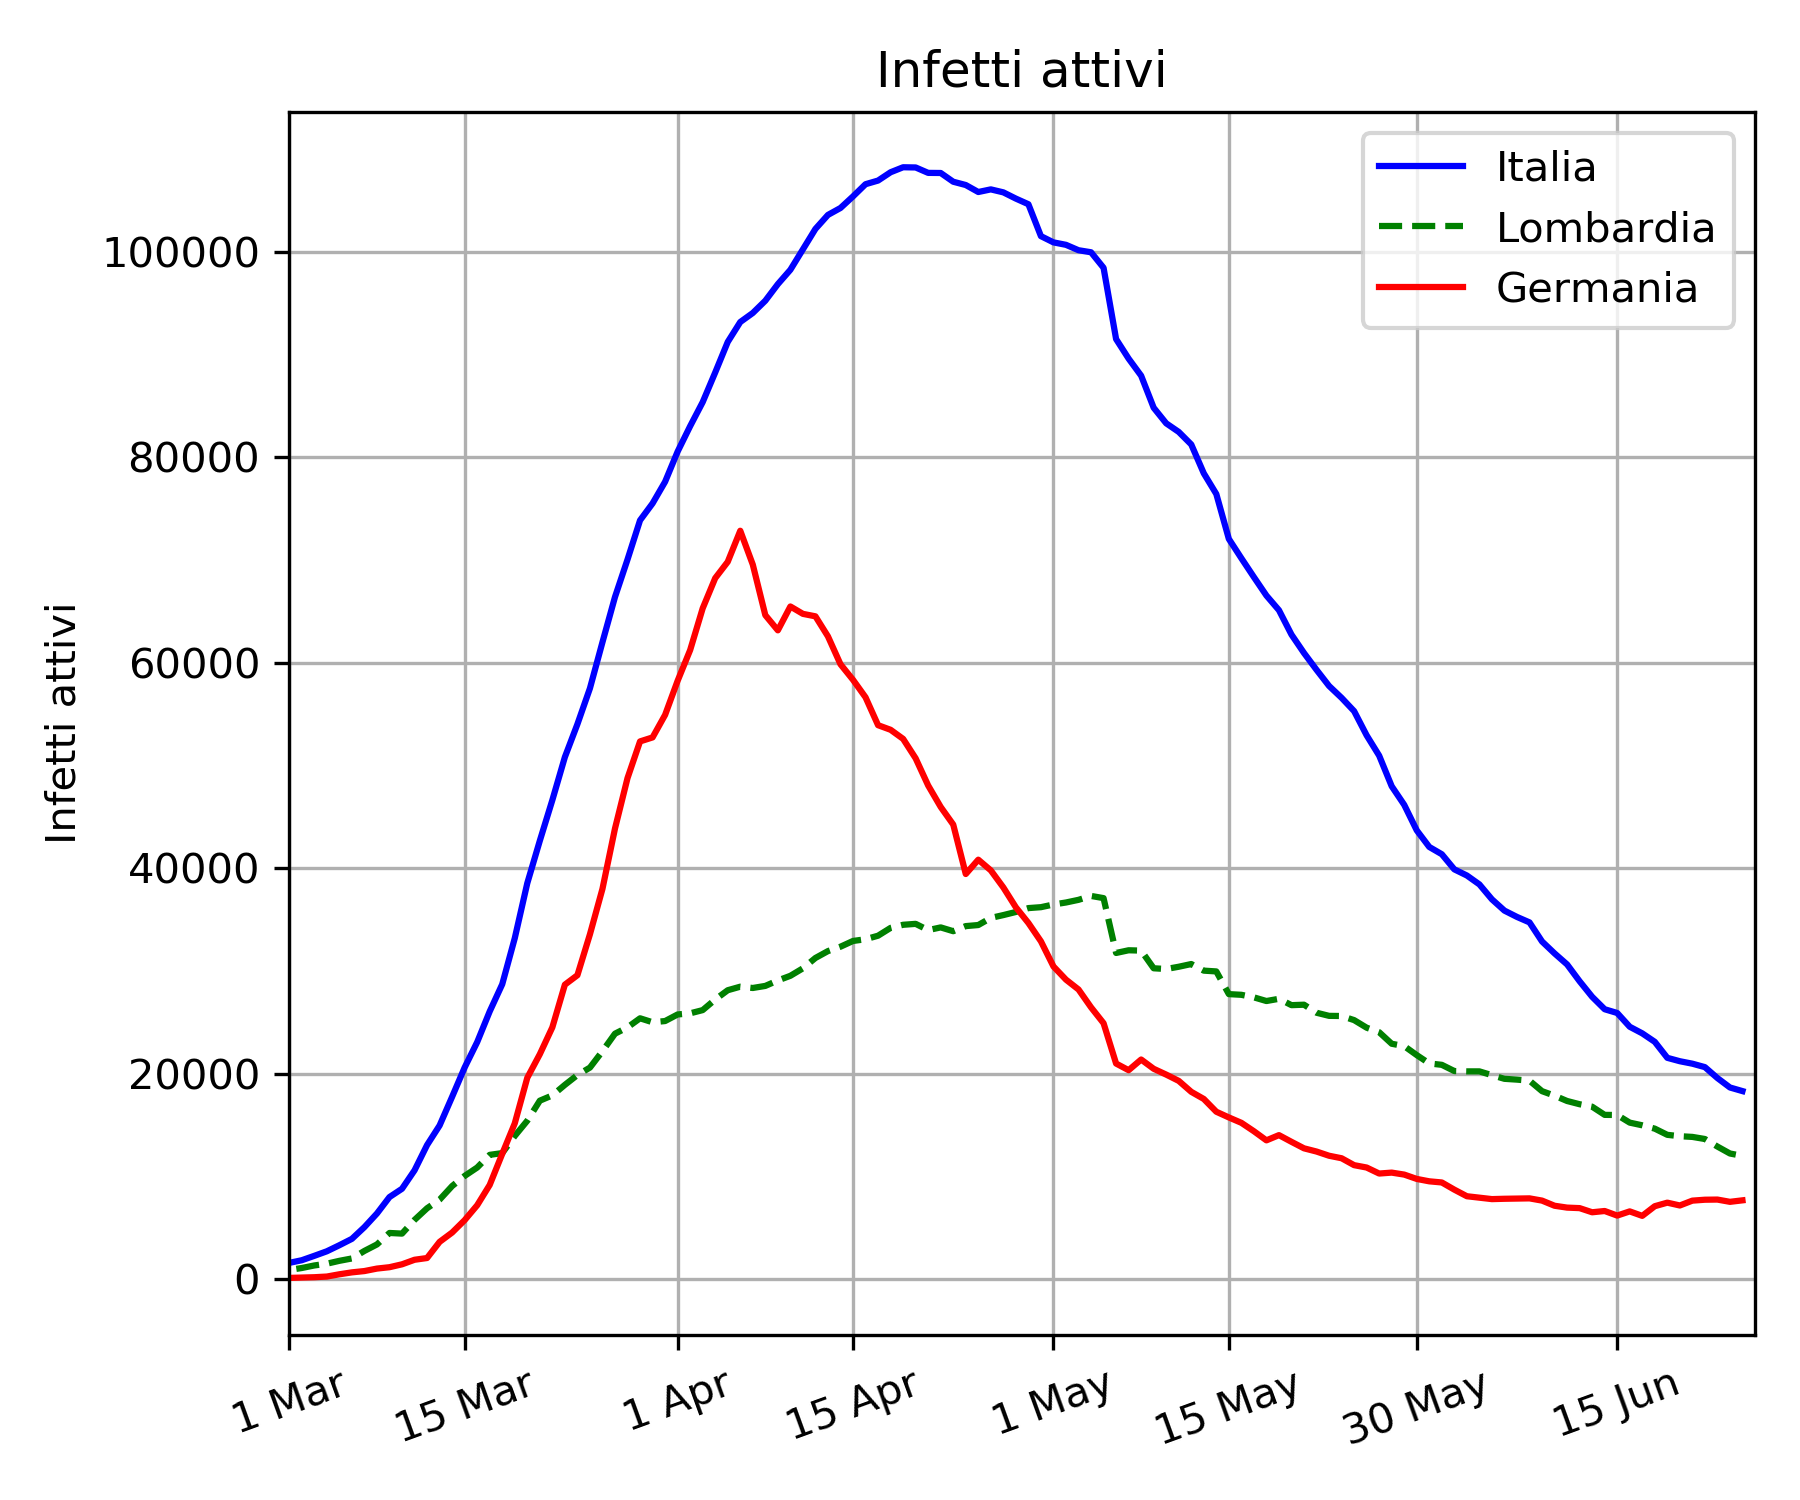 Infetti attivi
Italia
Lombardia
Germania
Infetti attivi
100000
80000
60000
40000
20000
0
1 Mar
15 Mar
1 Apr
15 Apr
1 May
15 May
30 May
15 Jun